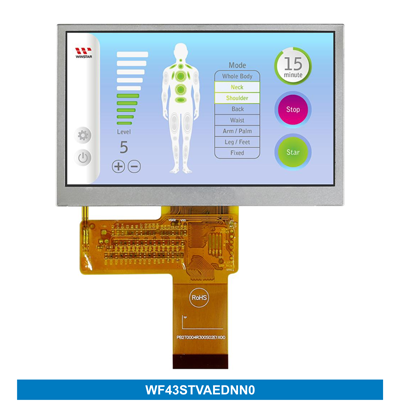 WINSTAR
Level
5
Mode
Whole Body
Neck
Shoulder
Back
Waist
Arm / Palm
Leg / Feet
Fixed
15
minute
Stop
Star
RoHS
WF43STVAEDNN0